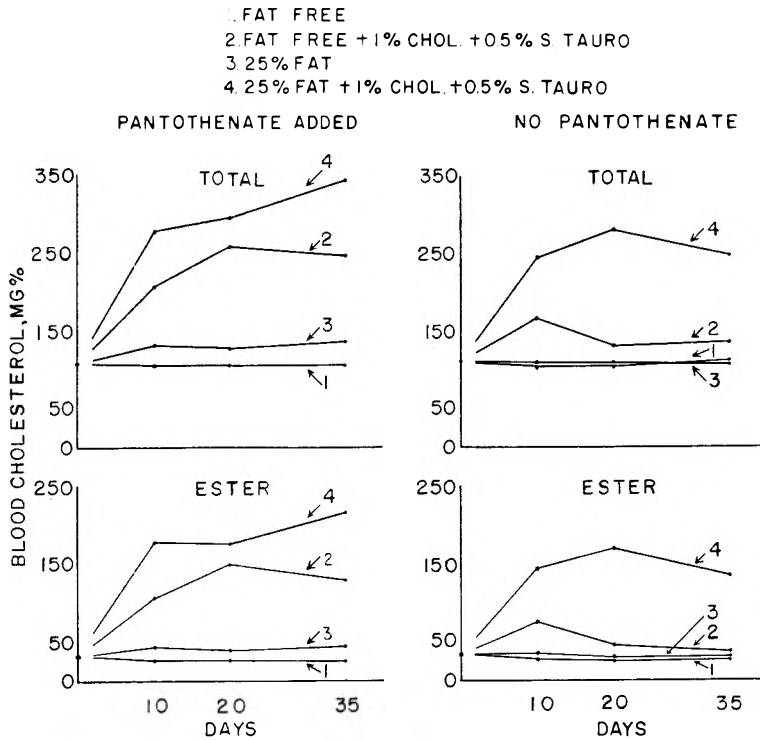 1. FAT FREE
2. FAT FREE + 1% CHOL. + 0.5% S. TAURO
3. 25% FAT
4. 25% FAT + 1% CHOL. + 0.5% S. TAURO
PANTOTHENATE ADDED
NO PANTOTHENATE
BLOOD CHOLESTEROL, MG%
TOTAL
350
250
150
50
0
4
2
3
1
TOTAL
350
250
150
50
0
4
2
1
3
ESTER
250
150
50
0
4
2
3
1
10 20 35
DAYS
ESTER
250
150
50
0
4
3
2
1
10 20 35
DAYS